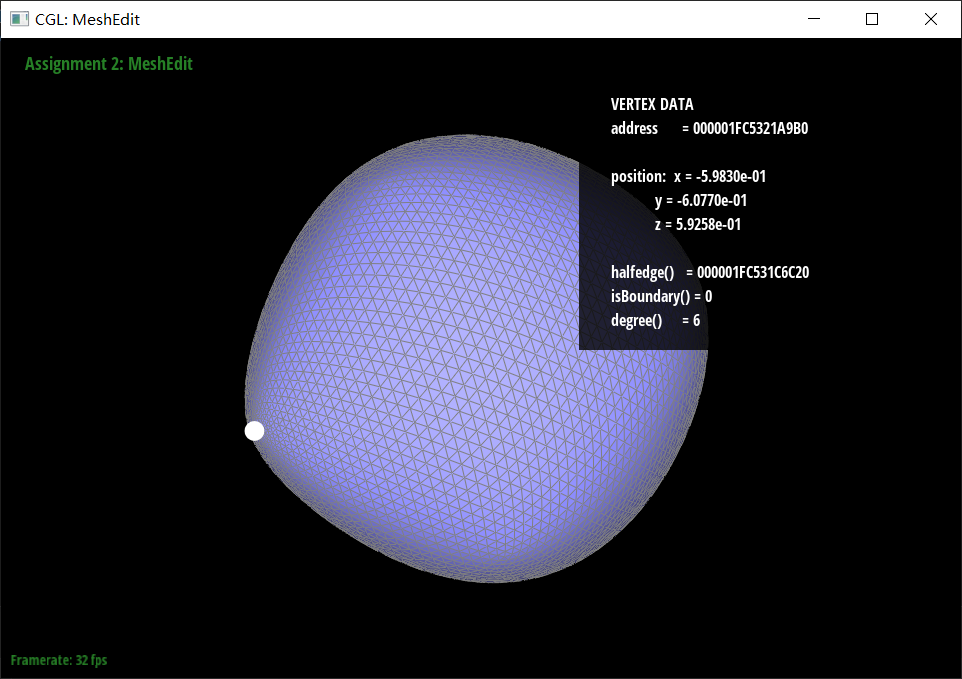 CGL: MeshEdit
Assignment 2: MeshEdit
VERTEX DATA
address = 000001FC5321A9B0
position: x = -5.9830e-01
y = -6.0770e-01
z = 5.9258e-01
halfedge() = 000001FC531C6C20
isBoundary() = 0
degree() = 6
Framerate: 32 fps